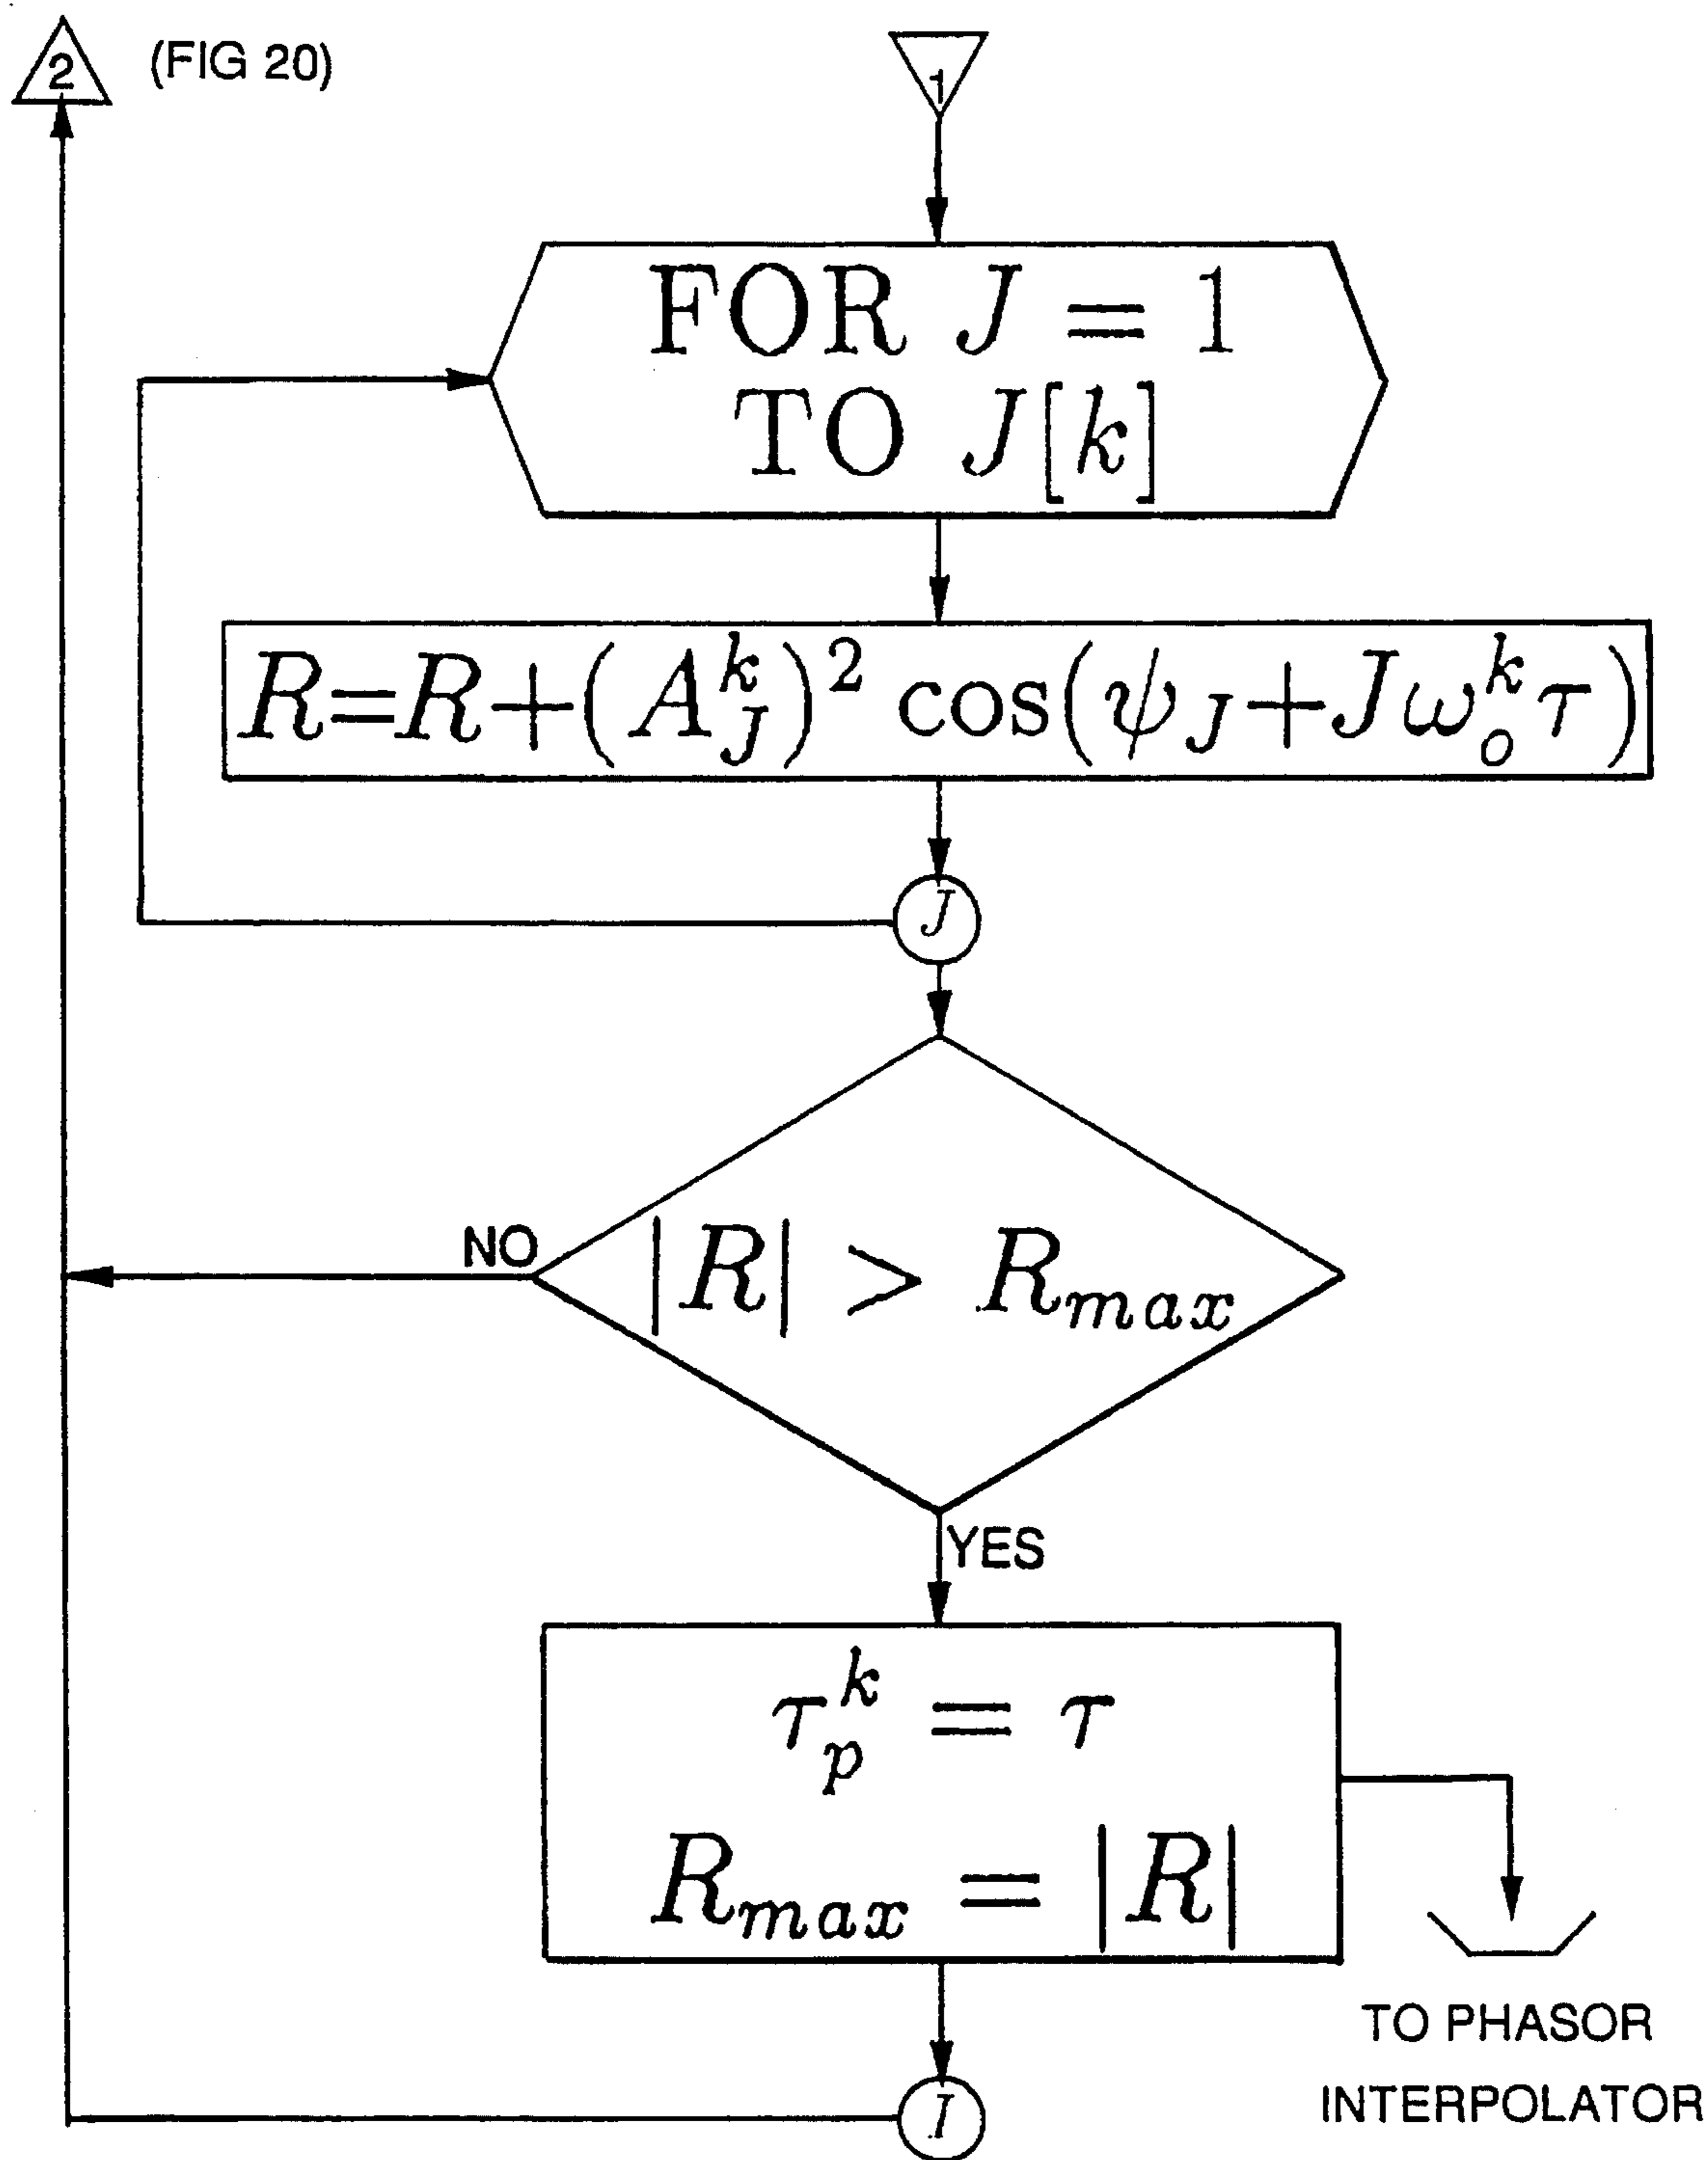 2 (FIG 20)
1
FOR J = 1
TO J[k]
R=R+(A_J^k)^2 cos(ψ_J+Jω_o^kτ)
J
|R| > R_max
NO
YES
τ_p^k = τ
R_max = |R|
TO PHASOR
INTERPOLATOR
I